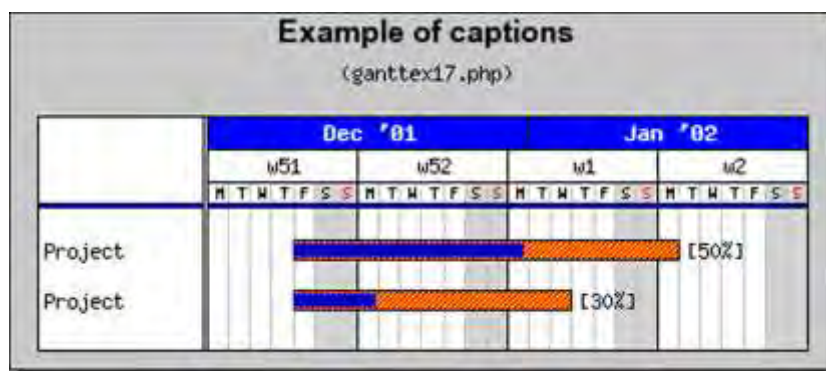 Example of captions
(ganttex17.php)
Dec '01 Jan '02
w51 w52 w1 w2
M T W T F S S M T W T F S S M T W T F S S M T W T F S S
Project [50%]
Project [30%]